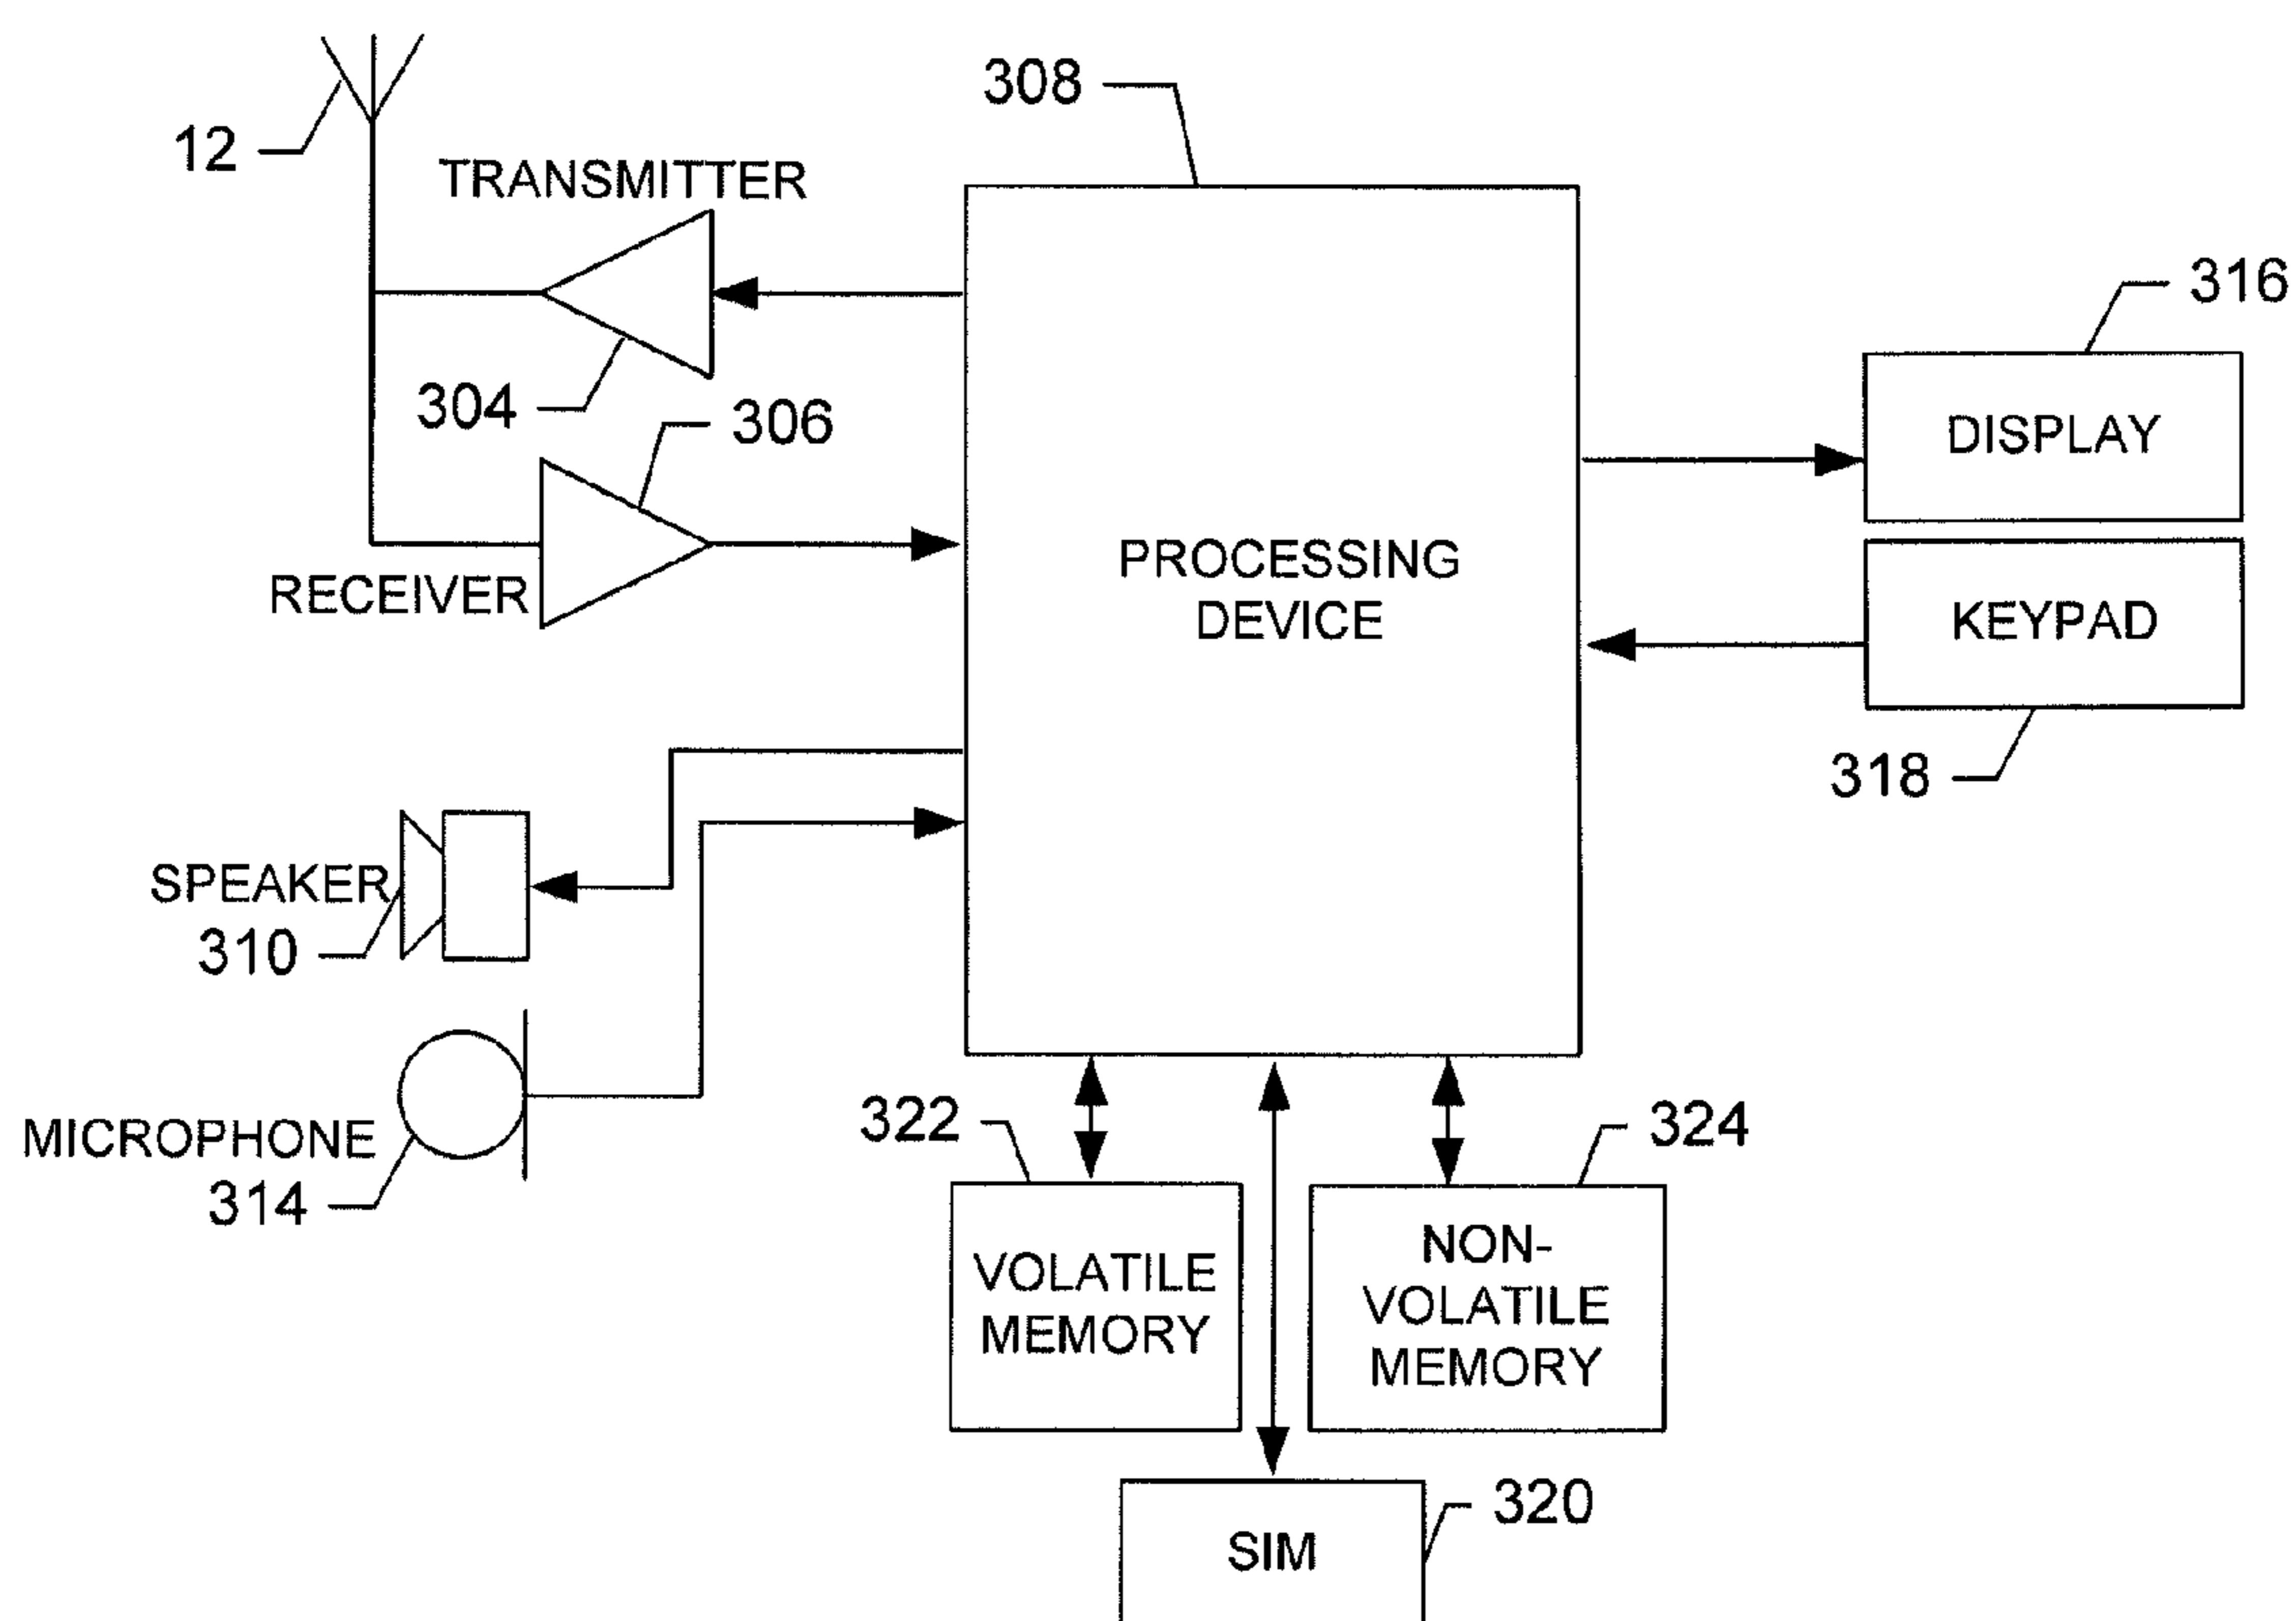 308
12
TRANSMITTER
316
304
306
DISPLAY
PROCESSING
DEVICE
RECEIVER
KEYPAD
318
SPEAKER
310
322
324
MICROPHONE
314
VOLATILE
MEMORY
NON-
VOLATILE
MEMORY
320
SIM